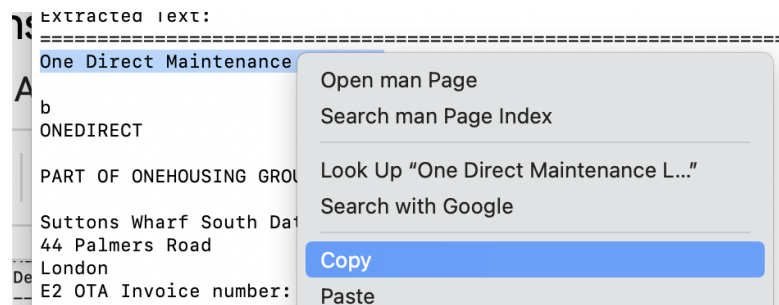 Extracted Text:
One Direct Maintenance
b
ONEDIRECT
PART OF ONEHOUSING GROU
Suttons Wharf South Dat
44 Palmers Road
London
E2 OTA Invoice number:
Open man Page
Search man Page Index
Look Up “One Direct Maintenance L...”
Search with Google
Copy
Paste
A
De